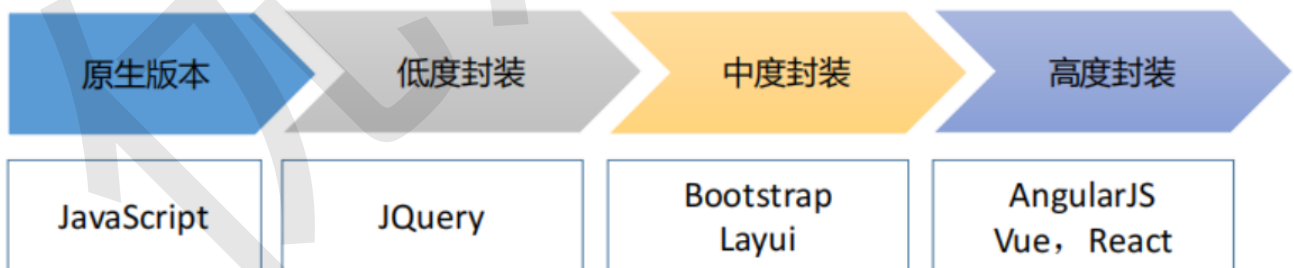 原生版本
低度封装
中度封装
高度封装
JavaScript
JQuery
Bootstrap
Layui
AngularJS
Vue，React